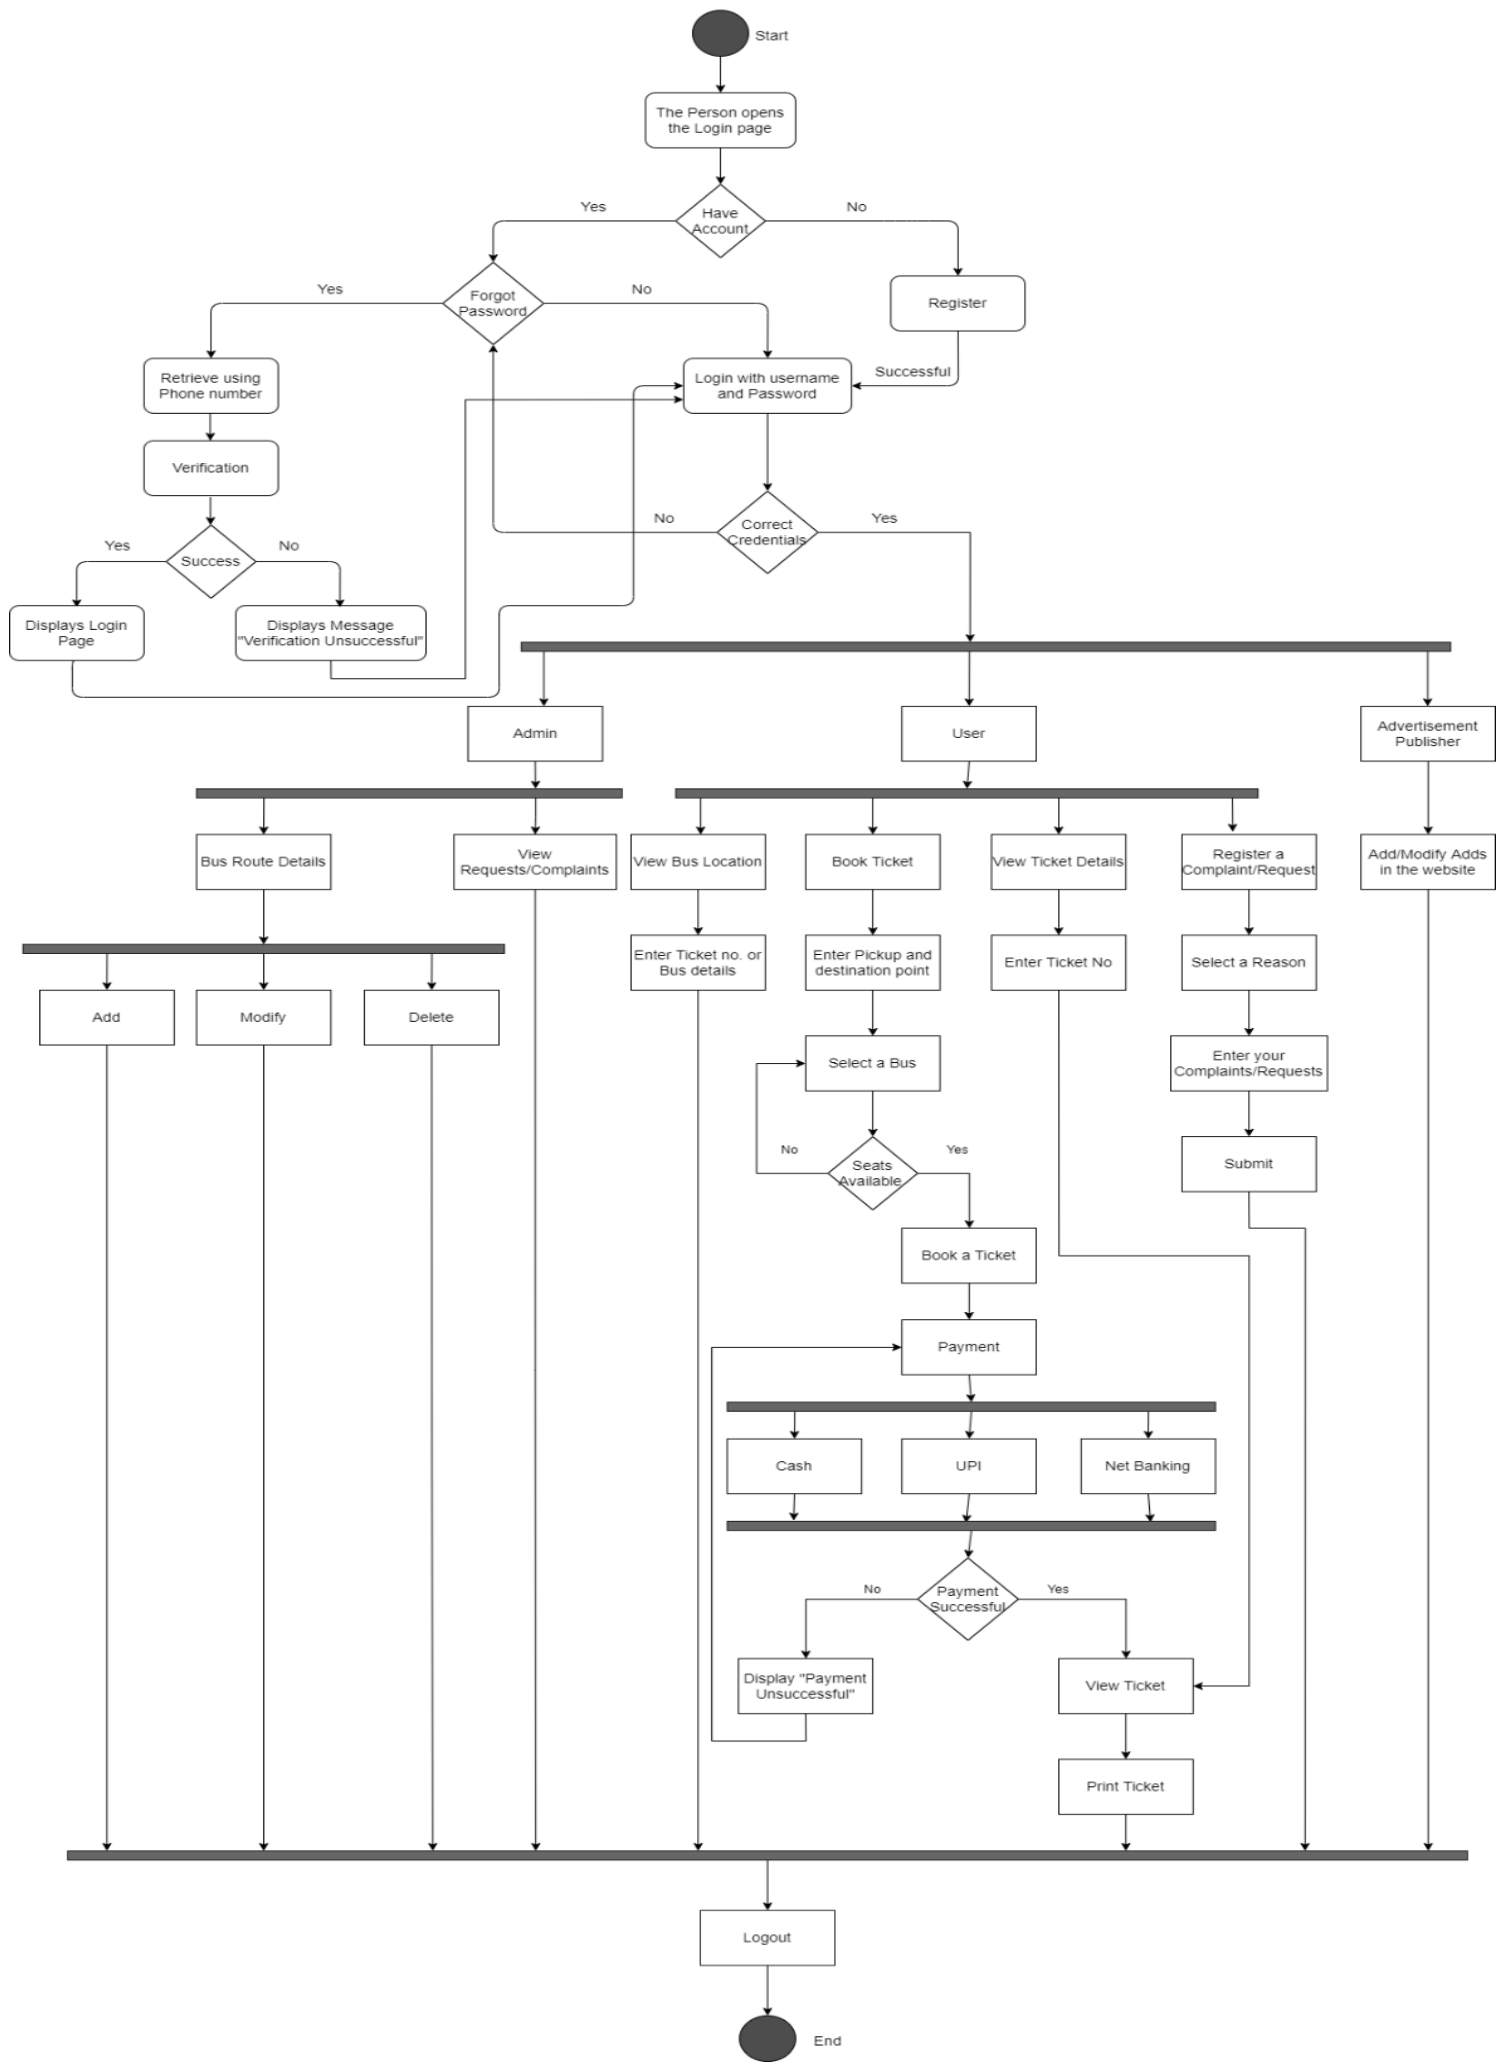 Start
The Person opens
the Login page
Have
Account
Yes
No
Forgot
Password
Yes
No
Register
Successful
Retrieve using
Phone number
Login with username
and Password
Verification
Correct
Credentials
No
Yes
Success
Yes
No
Displays Login
Page
Displays Message
"Verification Unsuccessful"
Admin
User
Advertisement
Publisher
Bus Route Details
View
Requests/Complaints
View Bus Location
Book Ticket
View Ticket Details
Register a
Complaint/Request
Add/Modify Adds
in the website
Enter Ticket no. or
Bus details
Enter Pickup and
destination point
Enter Ticket No
Select a Reason
Add
Modify
Delete
Select a Bus
Enter your
Complaints/Requests
No
Yes
Seats
Available
Submit
Book a Ticket
Payment
Cash
UPI
Net Banking
No
Yes
Payment
Successful
Display "Payment
Unsuccessful"
View Ticket
Print Ticket
Logout
End